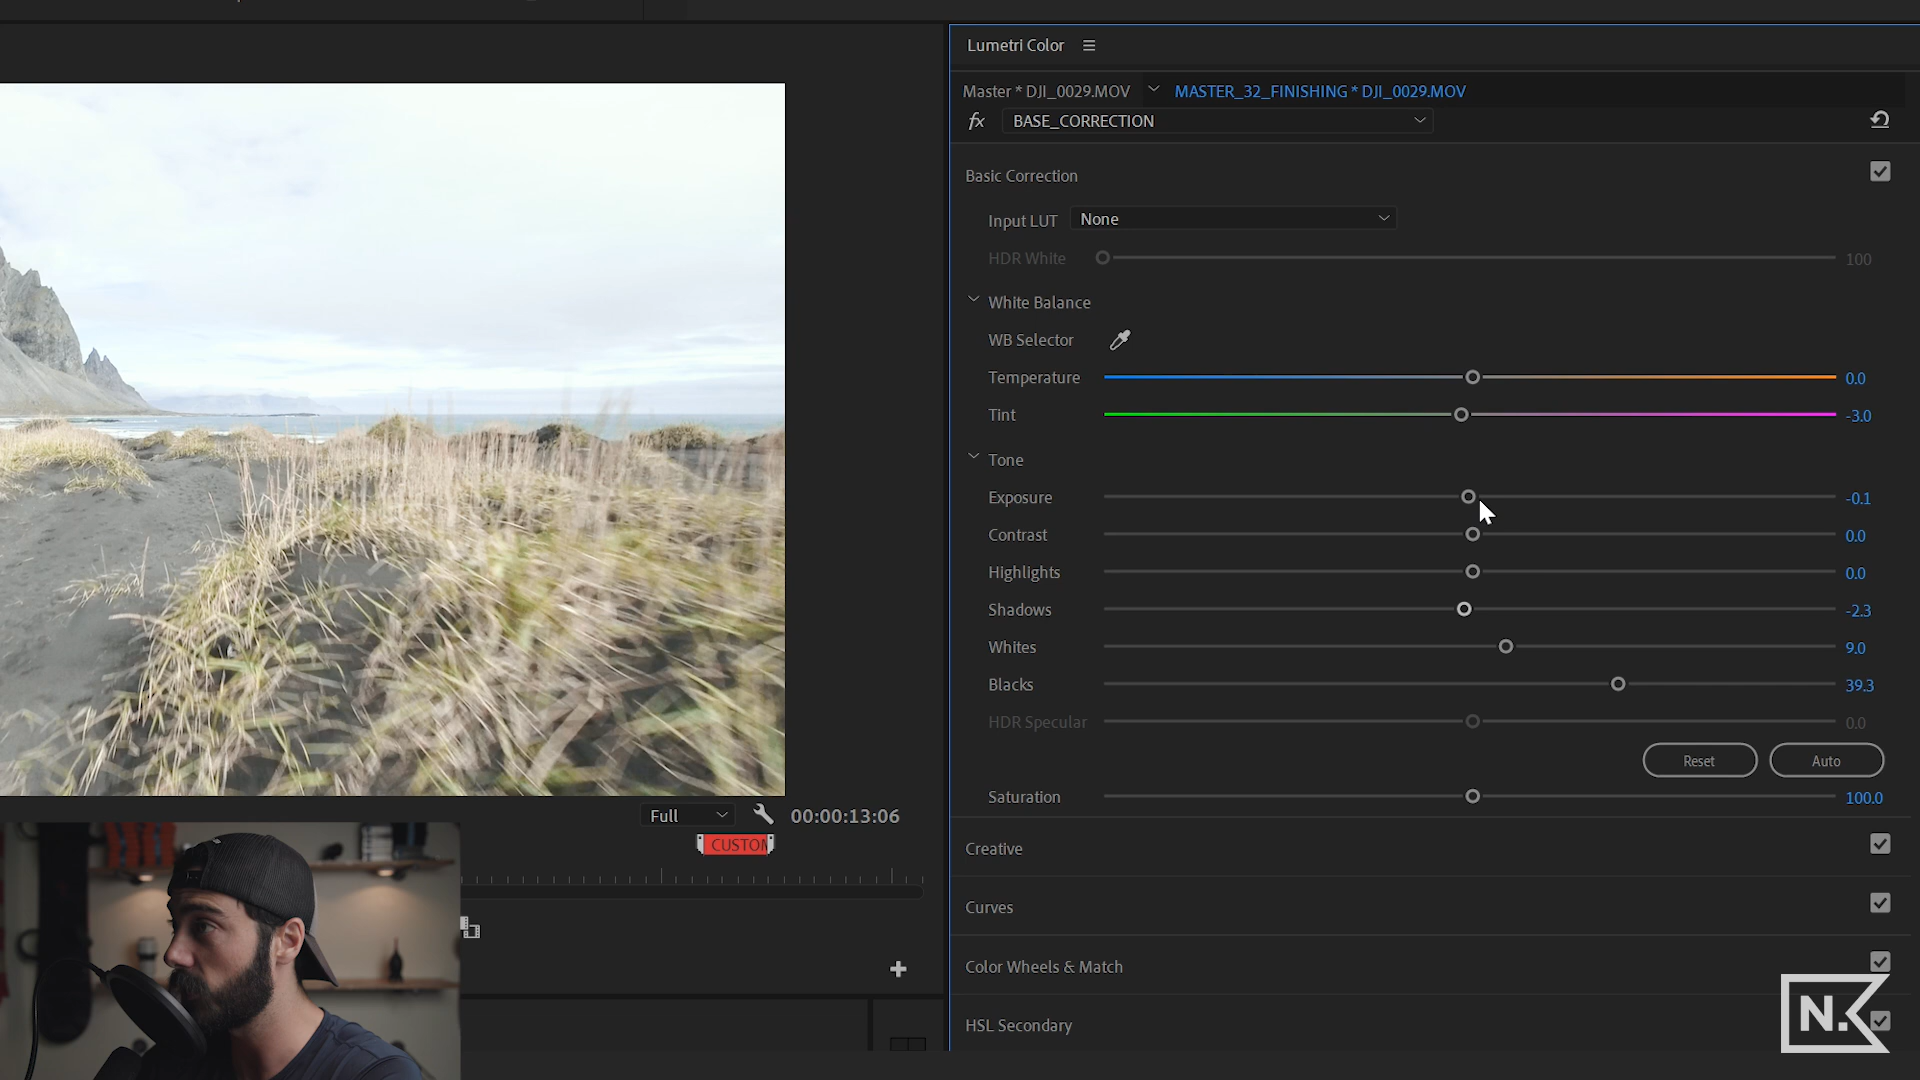 Lumetri Color
Master * DJI_0029.MOV
MASTER_32_FINISHING * DJI_0029.MOV
fx BASE_CORRECTION
Basic Correction
Input LUT None
HDR White 100
White Balance
WB Selector
Temperature 0.0
Tint -3.0
Tone
Exposure -0.1
Contrast 0.0
Highlights 0.0
Shadows -2.3
Whites 9.0
Blacks 39.3
HDR Specular 0.0
Reset Auto
Saturation 100.0
Creative
Curves
Color Wheels & Match
HSL Secondary
Full 00:00:13:06
CUSTOM
N.K